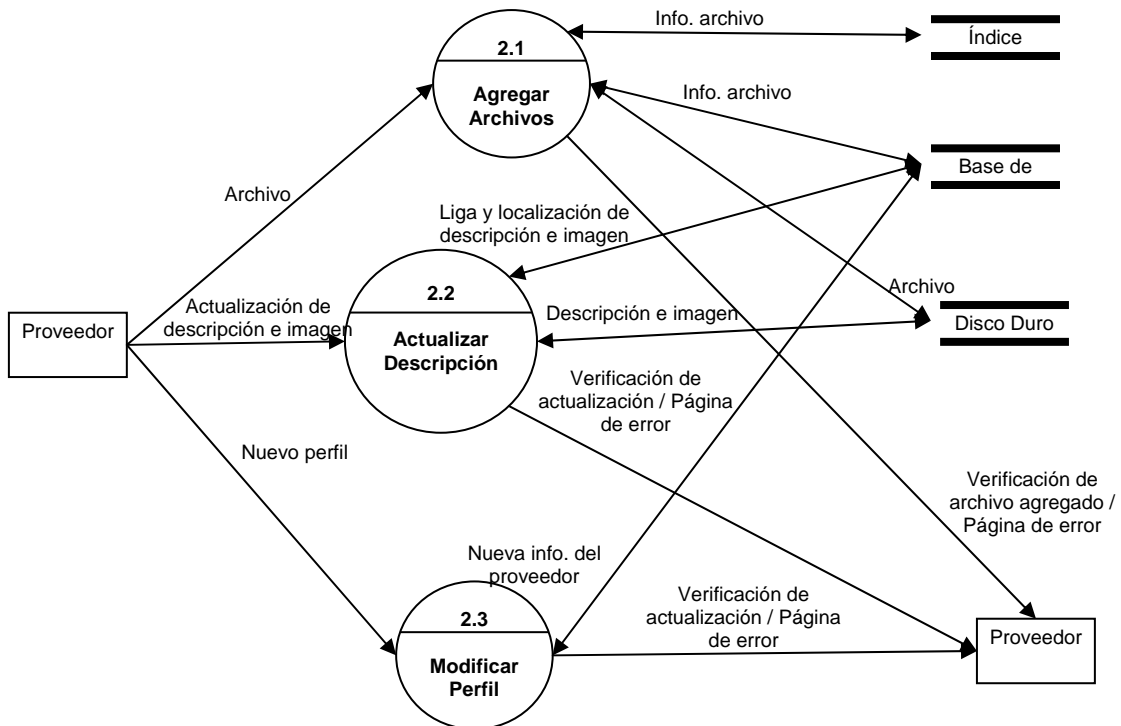 Info. archivo
Índice
2.1
Agregar
Archivos
Info. archivo
Base de
Archivo
Liga y localización de
descripción e imagen
Archivo
2.2
Actualizar
Descripción
Actualización de
descripción e imagen
Proveedor
Descripción e imagen
Disco Duro
Verificación de
actualización / Página
de error
Nuevo perfil
Verificación de
archivo agregado /
Página de error
Nueva info. del
proveedor
2.3
Modificar
Perfil
Verificación de
actualización / Página
de error
Proveedor